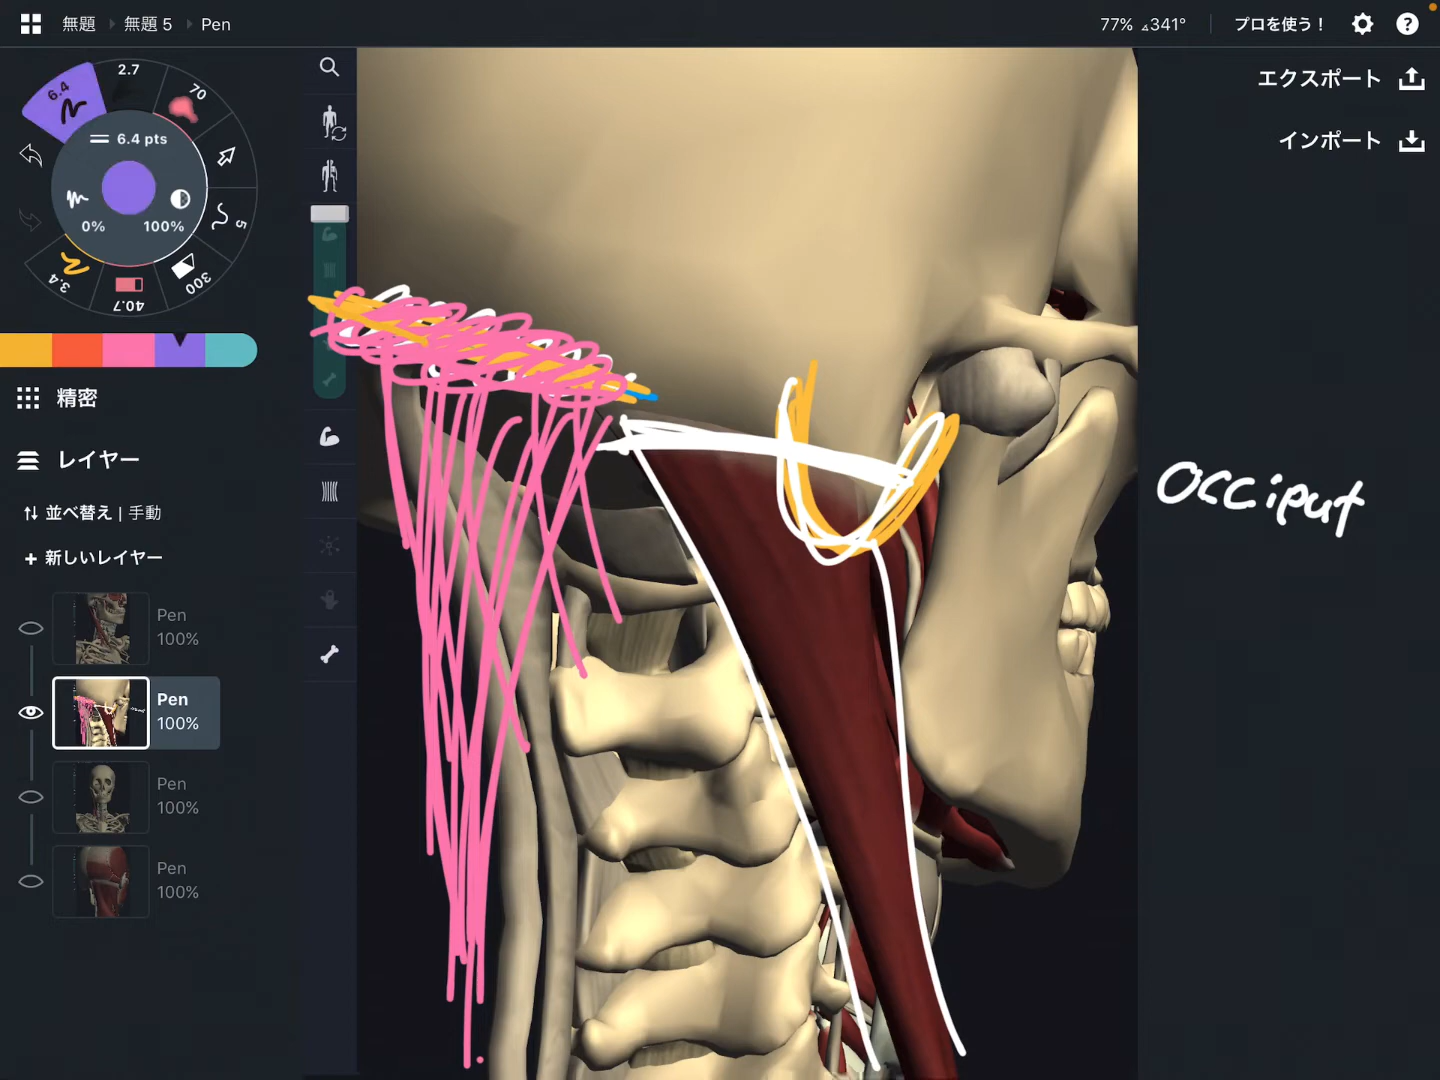 無題 無題 5 Pen
77% ⊿341° プロを使う！
エクスポート
インポート
6.4
2.7
70
6.4 pts
0% 100%
5
300
40.7
3.4
精密
レイヤー
並べ替え | 手動
+ 新しいレイヤー
Pen
100%
Pen
100%
Pen
100%
Pen
100%
Occiput